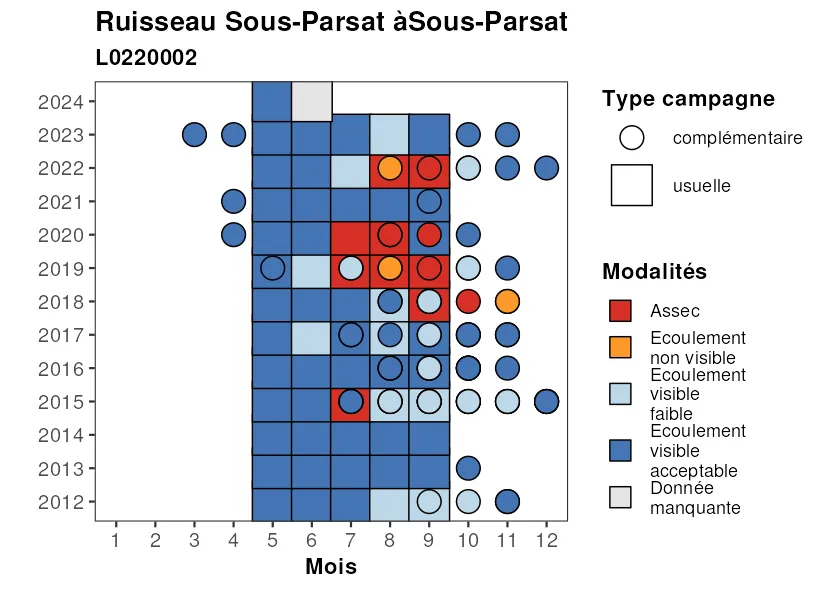 Ruisseau Sous-Parsat àSous-Parsat
L0220002
2024
2023
2022
2021
2020
2019
2018
2017
2016
2015
2014
2013
2012
1 2 3 4 5 6 7 8 9 10 11 12
Mois
Type campagne
complémentaire
usuelle
Modalités
Assec
Ecoulement
non visible
Ecoulement
visible
faible
Ecoulement
visible
acceptable
Donnée
manquante